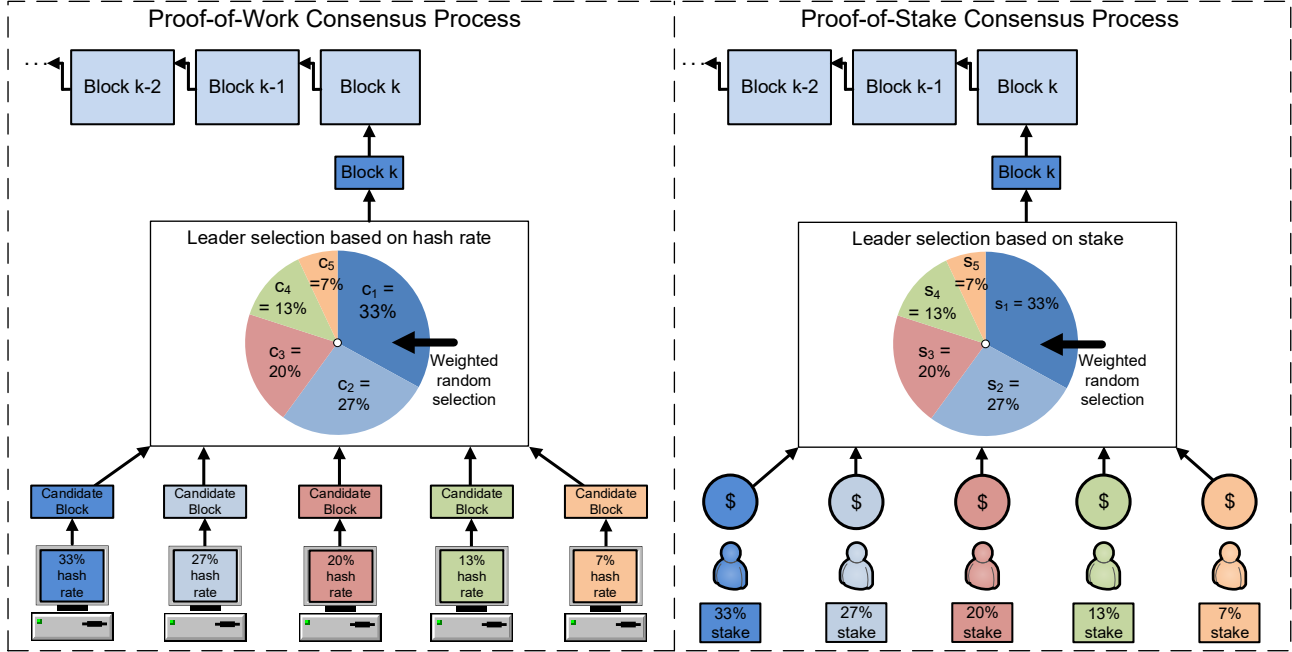 Proof-of-Work Consensus Process
...
Block k-2
Block k-1
Block k
Block k
Leader selection based on hash rate
c₅
=7%
c₄
= 13%
c₁ =
33%
c₃ =
20%
c₂ =
27%
Weighted
random
selection
Candidate
Block
Candidate
Block
Candidate
Block
Candidate
Block
Candidate
Block
33%
hash
rate
27%
hash
rate
20%
hash
rate
13%
hash
rate
7%
hash
rate
Proof-of-Stake Consensus Process
...
Block k-2
Block k-1
Block k
Block k
Leader selection based on stake
s₅
=7%
s₄
= 13%
s₁ = 33%
s₃ =
20%
s₂ =
27%
Weighted
random
selection
$
$
$
$
$
33%
stake
27%
stake
20%
stake
13%
stake
7%
stake